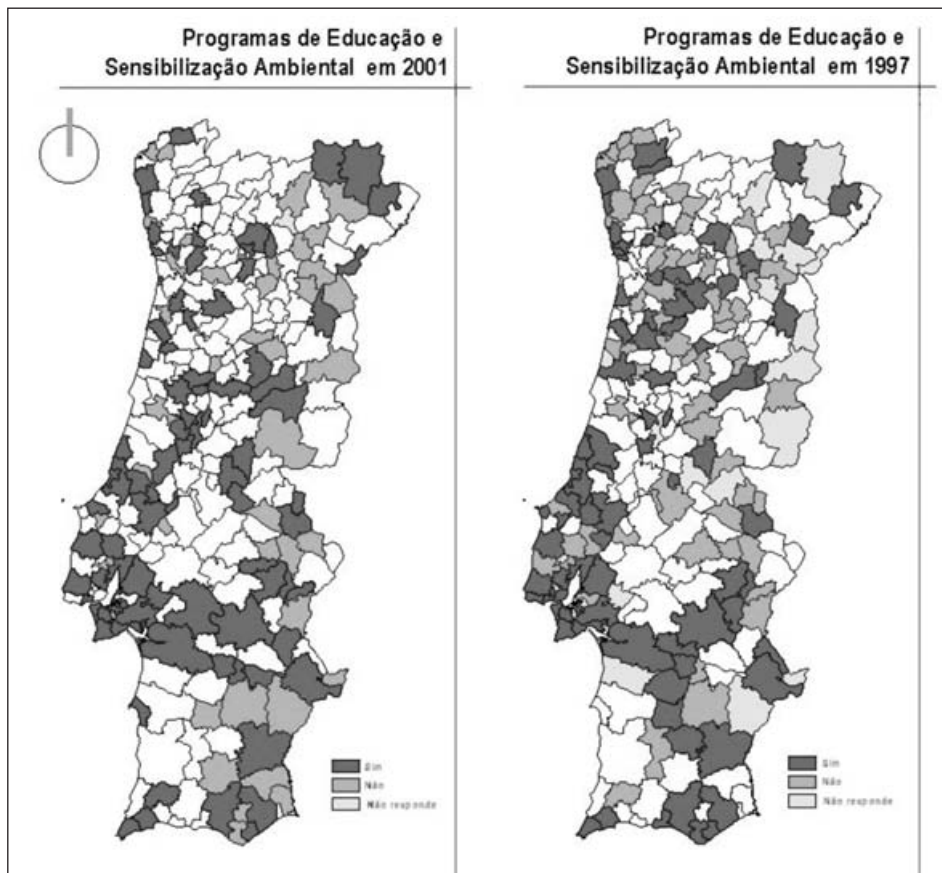 Programas de Educação e
Sensibilização Ambiental em 2001
Sim
Não
Não responde
Programas de Educação e
Sensibilização Ambiental em 1997
Sim
Não
Não responde